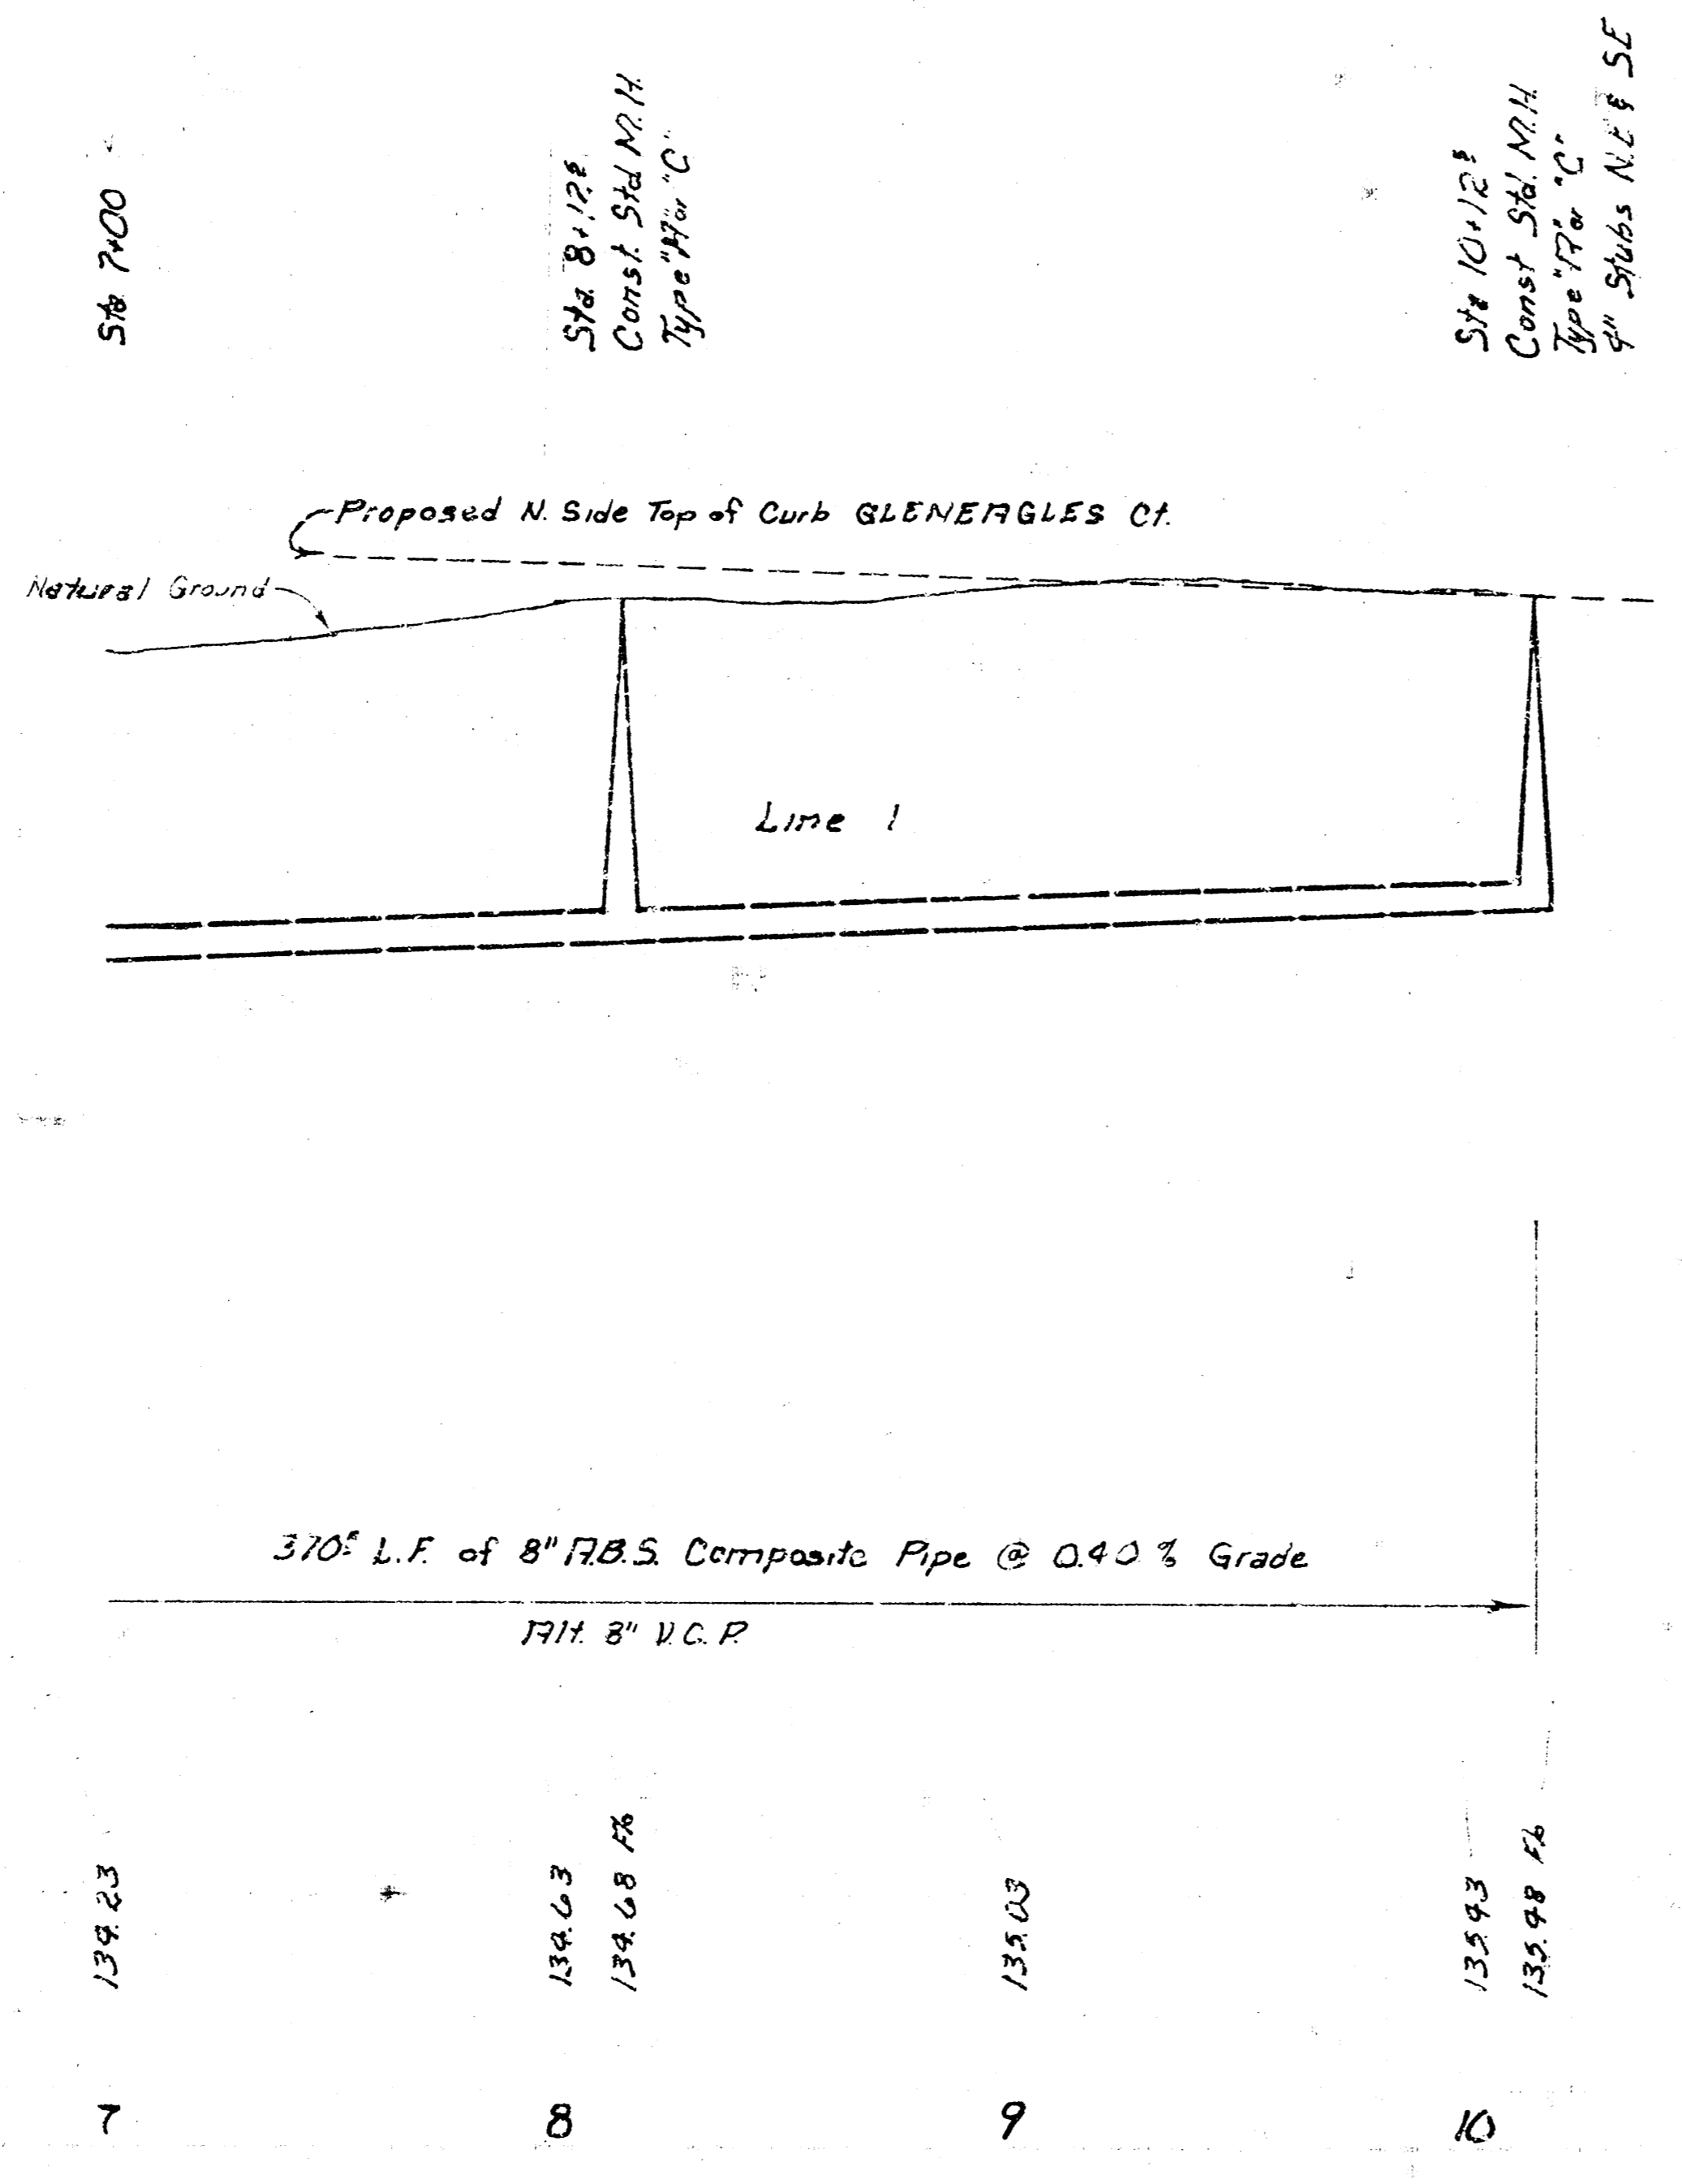 Sta 7+00
Sta. 8+12.5
Const. Std M.H.
Type "A" or "C"
Sta 10+12.5
Const Std. M.H.
Type "A" or "C"
4" Stubs N.E & SE
Proposed N. Side Top of Curb GLENEAGLES Ct.
Natural Ground
Line 1
L.F. of 8" A.B.S. Composite Pipe @ 0.40 % Grade
Alt. 8" V.C.P.
134.23
134.63
134.68 FL
135.03
135.43
135.48 FL
7
8
9
10